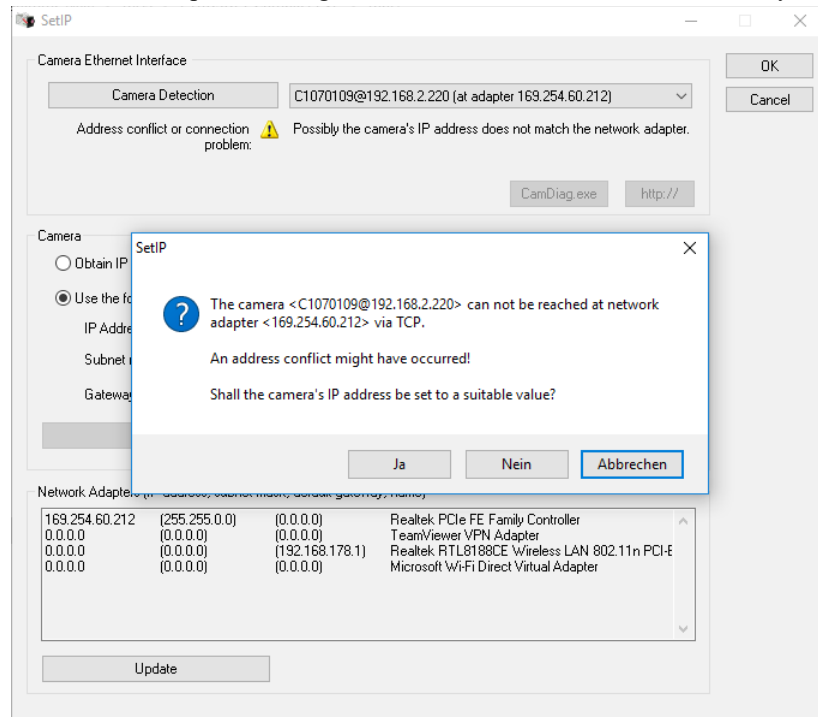 SetIP
Camera Ethernet Interface
OK
Camera Detection
C1070109@192.168.2.220 (at adapter 169.254.60.212)
Cancel
Address conflict or connection problem:
Possibly the camera's IP address does not match the network adapter.
CamDiag.exe
http://
Camera
SetIP
Obtain IP
Use the fo
IP Addre
Subnet
Gateway
The camera <C1070109@192.168.2.220> can not be reached at network
adapter <169.254.60.212> via TCP.
An address conflict might have occurred!
Shall the camera's IP address be set to a suitable value?
Ja
Nein
Abbrechen
Network Adapters (IP address, subnet mask, default gateway, name)
169.254.60.212 (255.255.0.0) (0.0.0.0) Realtek PCIe FE Family Controller
0.0.0.0 (0.0.0.0) (0.0.0.0) TeamViewer VPN Adapter
0.0.0.0 (0.0.0.0) (192.168.178.1) Realtek RTL8188CE Wireless LAN 802.11n PCI-E
0.0.0.0 (0.0.0.0) (0.0.0.0) Microsoft Wi-Fi Direct Virtual Adapter
Update